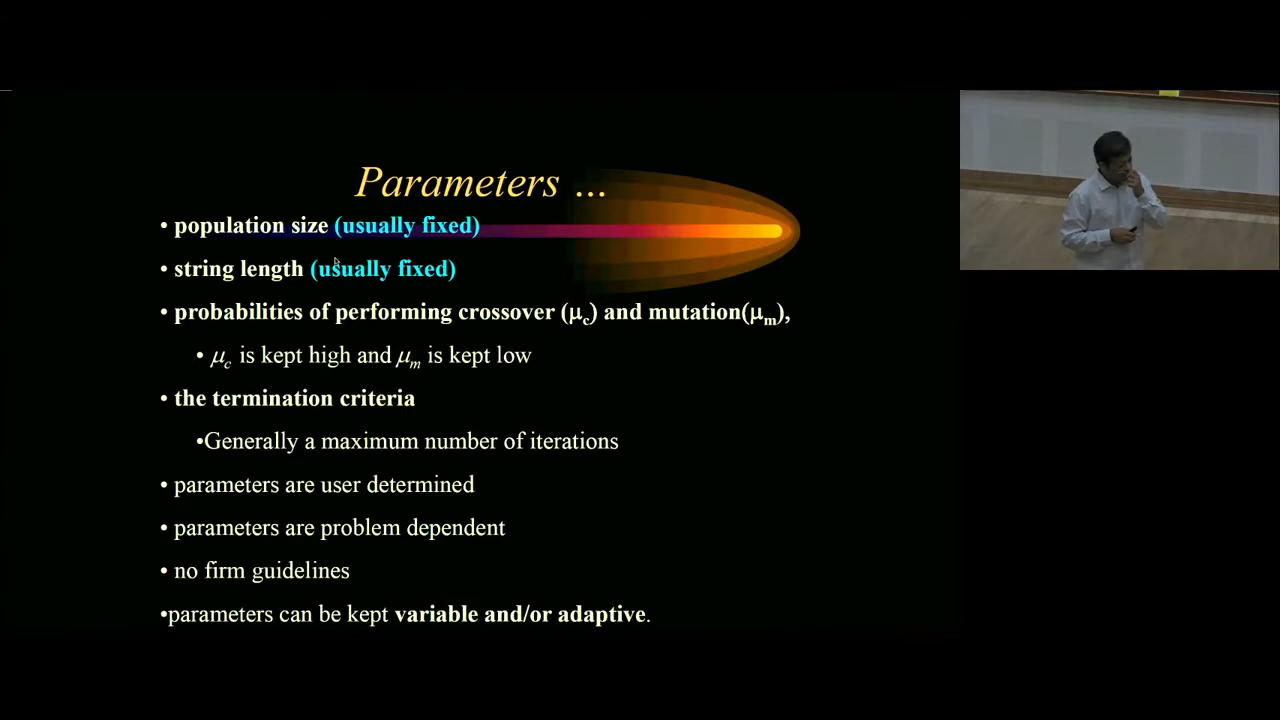 Parameters ...
• population size (usually fixed)
• string length (usually fixed)
• probabilities of performing crossover (μc) and mutation(μm),
• μc is kept high and μm is kept low
• the termination criteria
•Generally a maximum number of iterations
• parameters are user determined
• parameters are problem dependent
• no firm guidelines
•parameters can be kept variable and/or adaptive.